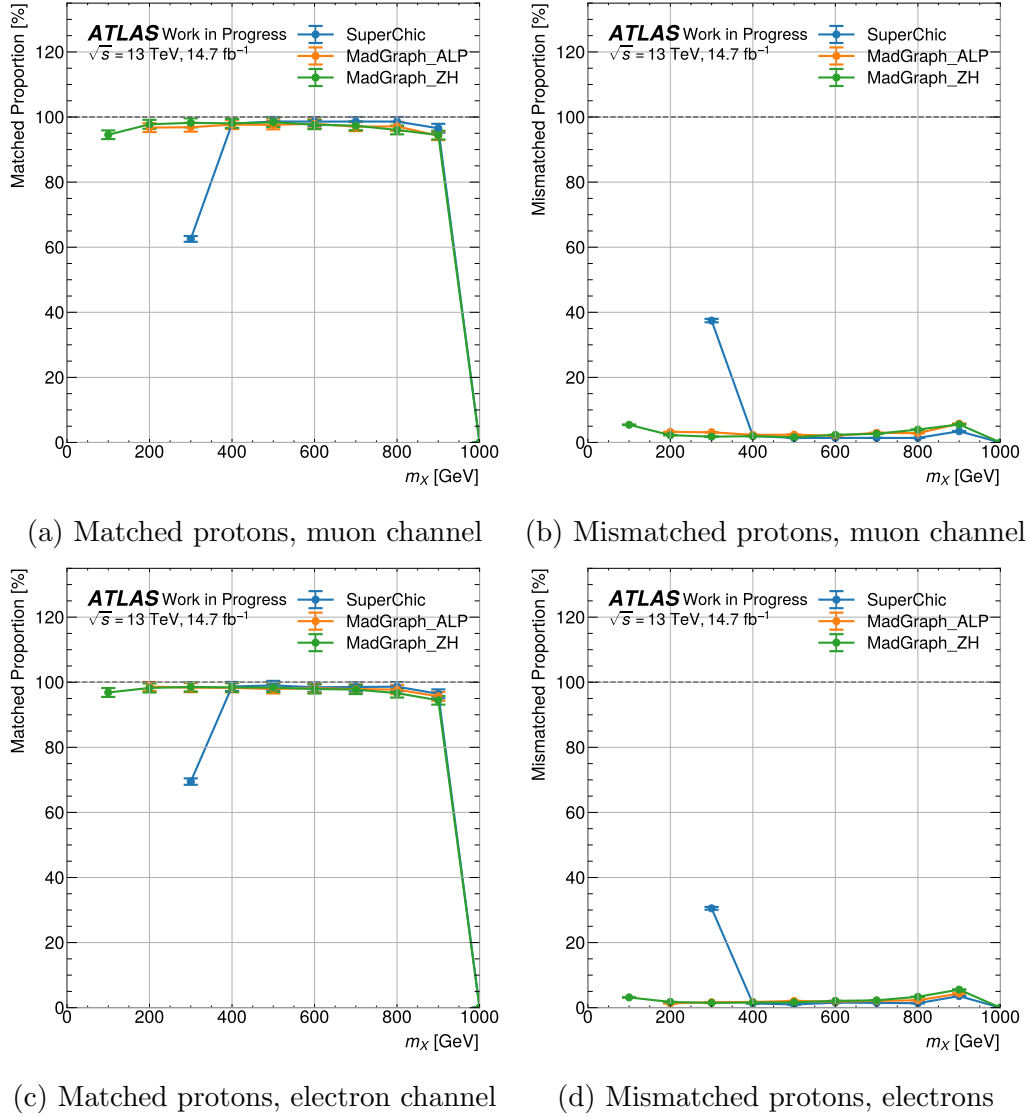 Matched Proportion [%]
ATLAS Work in Progress
√s = 13 TeV, 14.7 fb⁻¹
SuperChic
MadGraph_ALP
MadGraph_ZH
120
100
80
60
40
20
0
0 200 400 600 800 1000
m_X [GeV]
(a) Matched protons, muon channel
Mismatched Proportion [%]
ATLAS Work in Progress
√s = 13 TeV, 14.7 fb⁻¹
SuperChic
MadGraph_ALP
MadGraph_ZH
120
100
80
60
40
20
0
0 200 400 600 800 1000
m_X [GeV]
(b) Mismatched protons, muon channel
Matched Proportion [%]
ATLAS Work in Progress
√s = 13 TeV, 14.7 fb⁻¹
SuperChic
MadGraph_ALP
MadGraph_ZH
120
100
80
60
40
20
0
0 200 400 600 800 1000
m_X [GeV]
(c) Matched protons, electron channel
Mismatched Proportion [%]
ATLAS Work in Progress
√s = 13 TeV, 14.7 fb⁻¹
SuperChic
MadGraph_ALP
MadGraph_ZH
120
100
80
60
40
20
0
0 200 400 600 800 1000
m_X [GeV]
(d) Mismatched protons, electrons